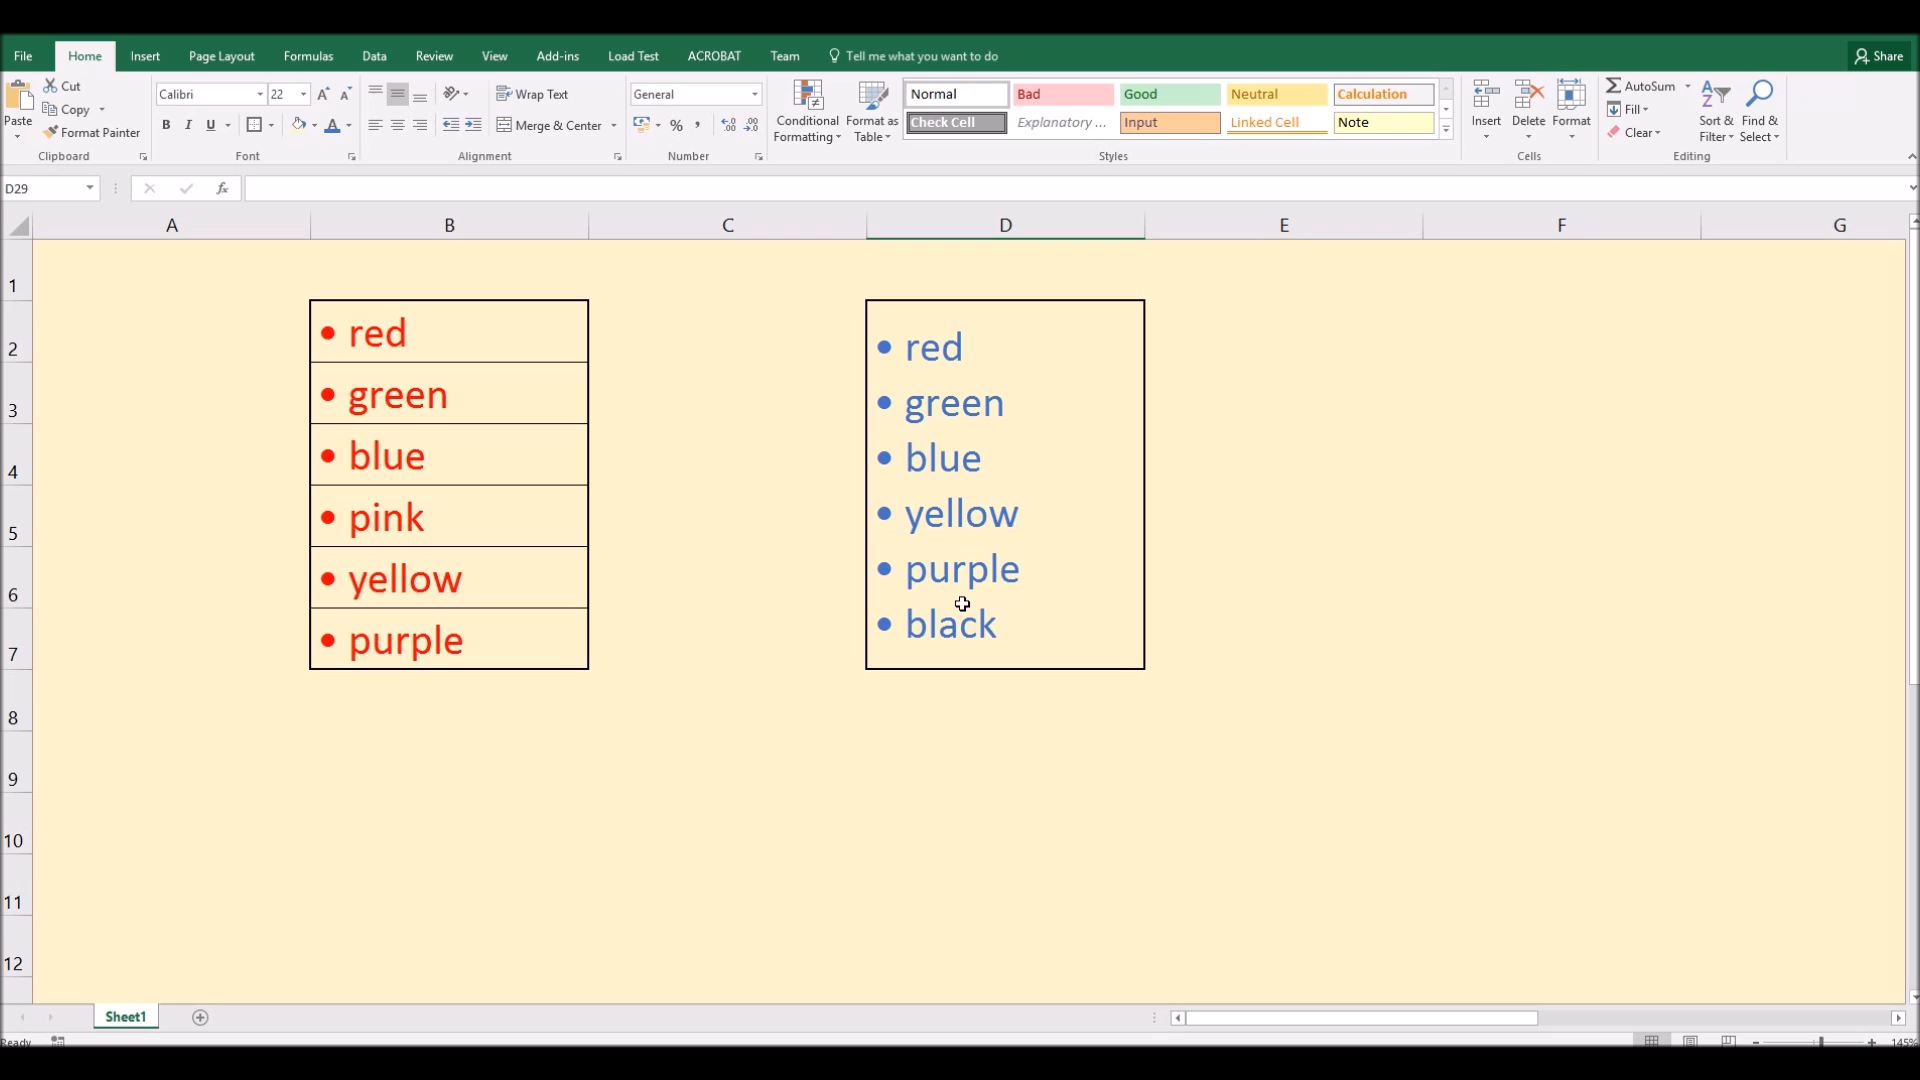 File Home Insert Page Layout Formulas Data Review View Add-ins Load Test ACROBAT Team Tell me what you want to do Share
Paste
Cut
Copy
Format Painter
Clipboard
Calibri 22
B I U
Font
Wrap Text
Merge & Center
Alignment
General
%
Number
Conditional Formatting
Format as Table
Normal Bad Good Neutral Calculation
Check Cell Explanatory ... Input Linked Cell Note
Styles
Insert Delete Format
Cells
AutoSum
Fill
Clear
Sort & Filter
Find & Select
Editing
D29
fx
A B C D E F G
1
2
3
4
5
6
7
8
9
10
11
12
• red
• green
• blue
• pink
• yellow
• purple
• red
• green
• blue
• yellow
• purple
• black
Sheet1
Ready
145%